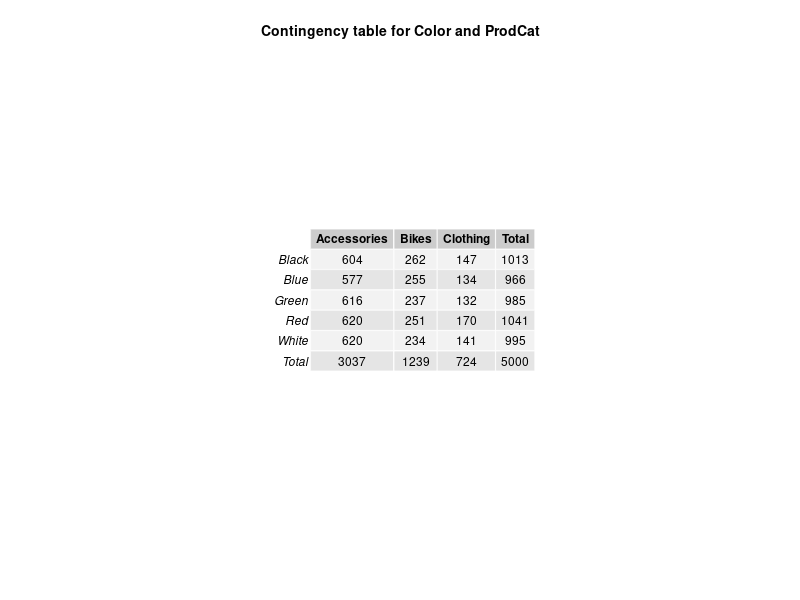 Contingency table for Color and ProdCat
Accessories Bikes Clothing Total
Black 604 262 147 1013
Blue 577 255 134 966
Green 616 237 132 985
Red 620 251 170 1041
White 620 234 141 995
Total 3037 1239 724 5000